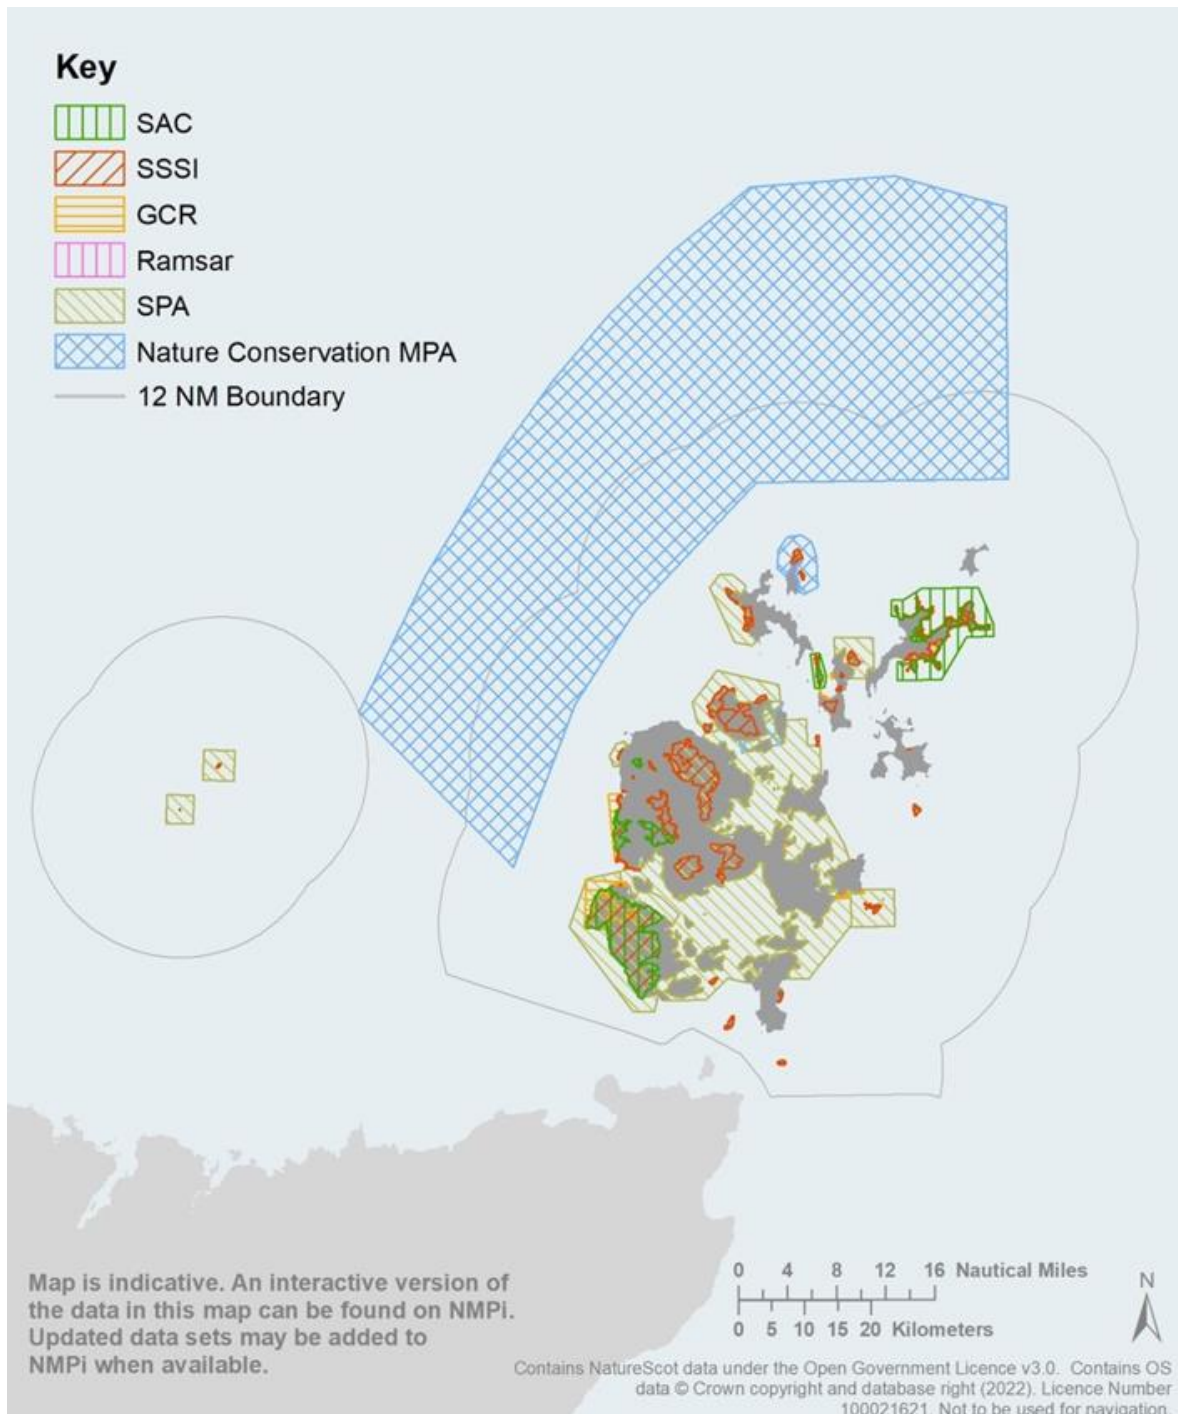 Key
SAC
SSSI
GCR
Ramsar
SPA
Nature Conservation MPA
12 NM Boundary
Map is indicative. An interactive version of
the data in this map can be found on NMPi.
Updated data sets may be added to
NMPi when available.
0 4 8 12 16 Nautical Miles
0 5 10 15 20 Kilometers
N
Contains NatureScot data under the Open Government Licence v3.0. Contains OS
data © Crown copyright and database right (2022). Licence Number
100021621. Not to be used for navigation.